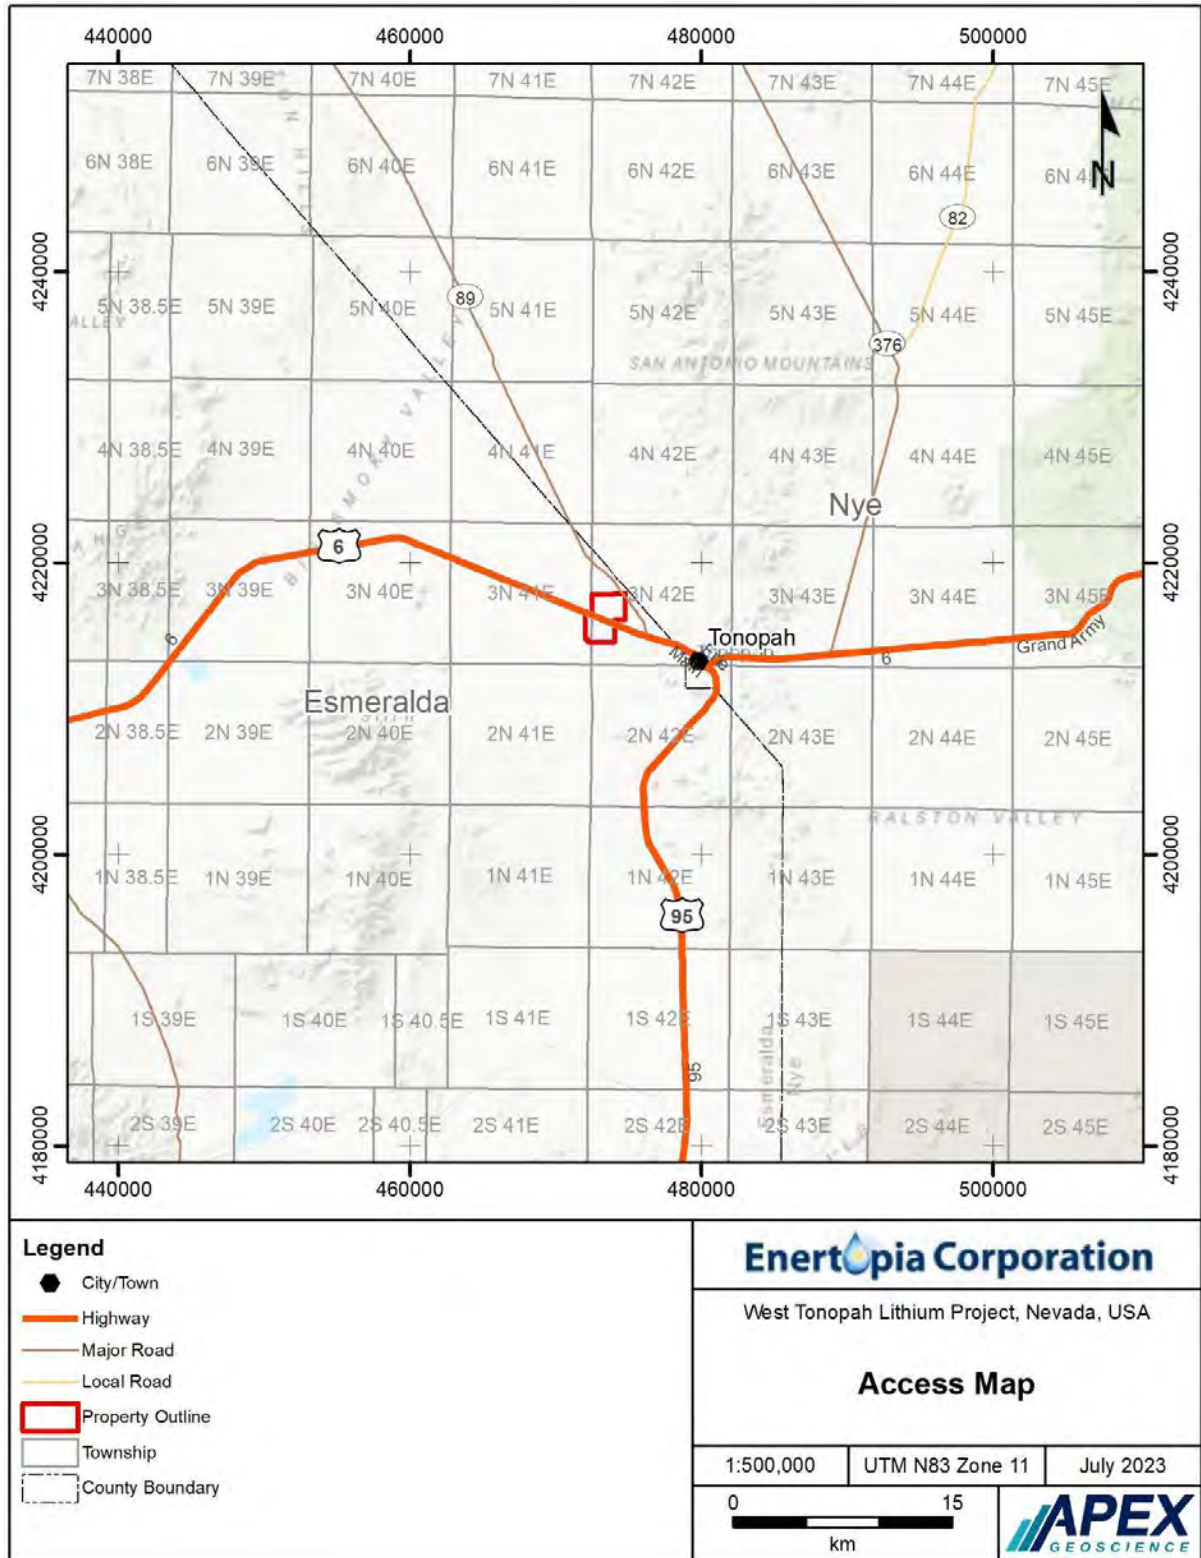 440000 460000 480000 500000
7N 38E 7N 39E 7N 40E 7N 41E 7N 42E 7N 43E 7N 44E 7N 45E
N
6N 38E 6N 39E 6N 40E 6N 41E 6N 42E 6N 43E 6N 44E
82
4240000 4240000
89
5N 38.5E 5N 39E 5N 40E 5N 41E 5N 42E 5N 43E 5N 44E 5N 45E
ALLEY
376
SAN ANTONIO MOUNTAINS
4N 38.5E 4N 39E 4N 40E 4N 41E 4N 42E 4N 43E 4N 44E 4N 45E
VALLEY
Nye
6
4220000 4220000
3N 38.5E 3N 39E 3N 40E 3N 41E 3N 42E 3N 43E 3N 44E 3N 45E
6
Tonopah
Main
6
Grand Army
Esmeralda
2N 38.5E 2N 39E 2N 40E 2N 41E 2N 42E 2N 43E 2N 44E 2N 45E
RALSTON VALLEY
4200000 4200000
1N 38.5E 1N 39E 1N 40E 1N 41E 1N 42E 1N 43E 1N 44E 1N 45E
95
1S 39E 1S 40E 1S 40.5E 1S 41E 1S 42E 1S 43E 1S 44E 1S 45E
Esmeralda
Nye
95
2S 39E 2S 40E 2S 40.5E 2S 41E 2S 42E 2S 43E 2S 44E 2S 45E
4180000 4180000
440000 460000 480000 500000
Legend
City/Town
Highway
Major Road
Local Road
Property Outline
Township
County Boundary
Enertopia Corporation
West Tonopah Lithium Project, Nevada, USA
Access Map
1:500,000 UTM N83 Zone 11 July 2023
0 15
km
APEX
GEOSCIENCE